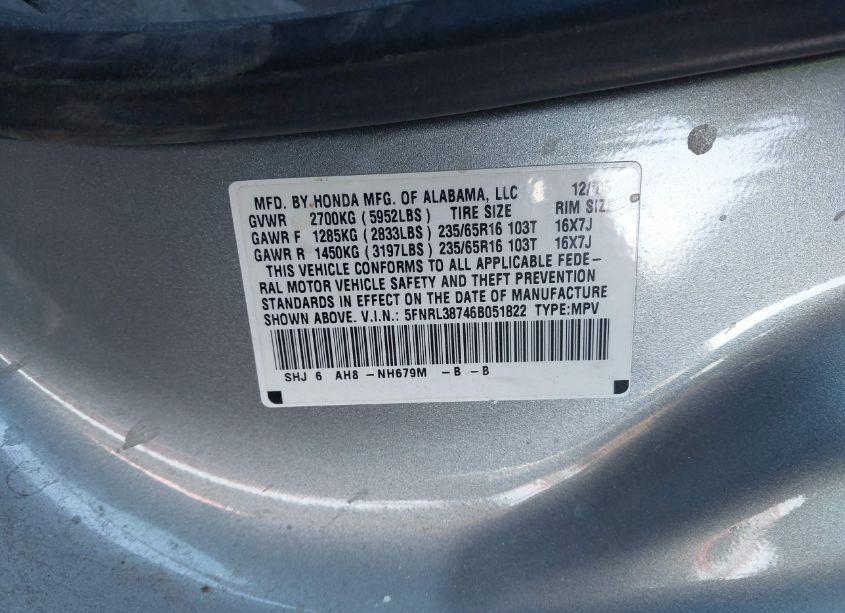 MFD. BY HONDA MFG. OF ALABAMA, LLC 12/05
GVWR 2700KG (5952LBS) TIRE SIZE RIM SIZE
GAWR F 1285KG (2833LBS) 235/65R16 103T 16X7J
GAWR R 1450KG (3197LBS) 235/65R16 103T 16X7J
THIS VEHICLE CONFORMS TO ALL APPLICABLE FEDE-
RAL MOTOR VEHICLE SAFETY AND THEFT PREVENTION
STANDARDS IN EFFECT ON THE DATE OF MANUFACTURE
SHOWN ABOVE. V.I.N.: 5FNRL38746B051822 TYPE:MPV
SHJ 6 AH8 -NH679M -B -B